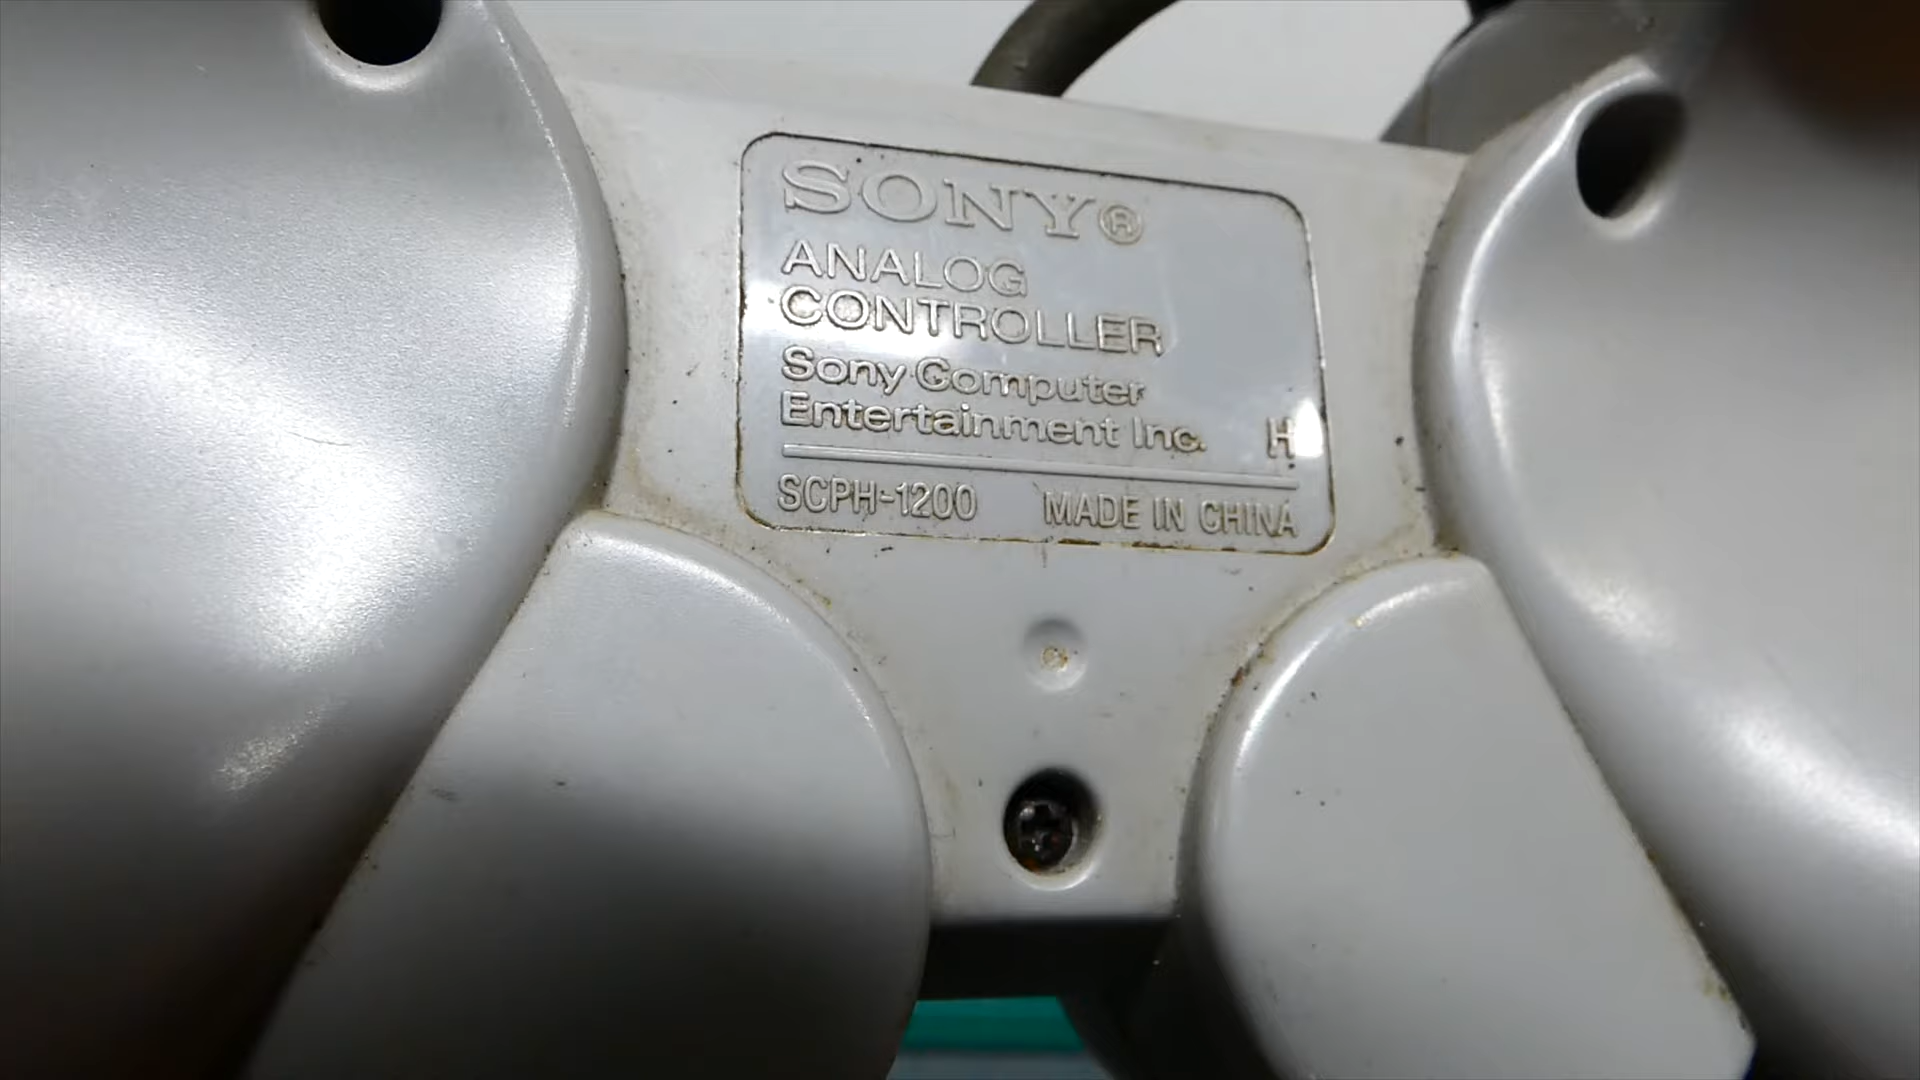 SONY®
ANALOG
CONTROLLER
Sony Computer
Entertainment Inc. H
SCPH-1200 MADE IN CHINA